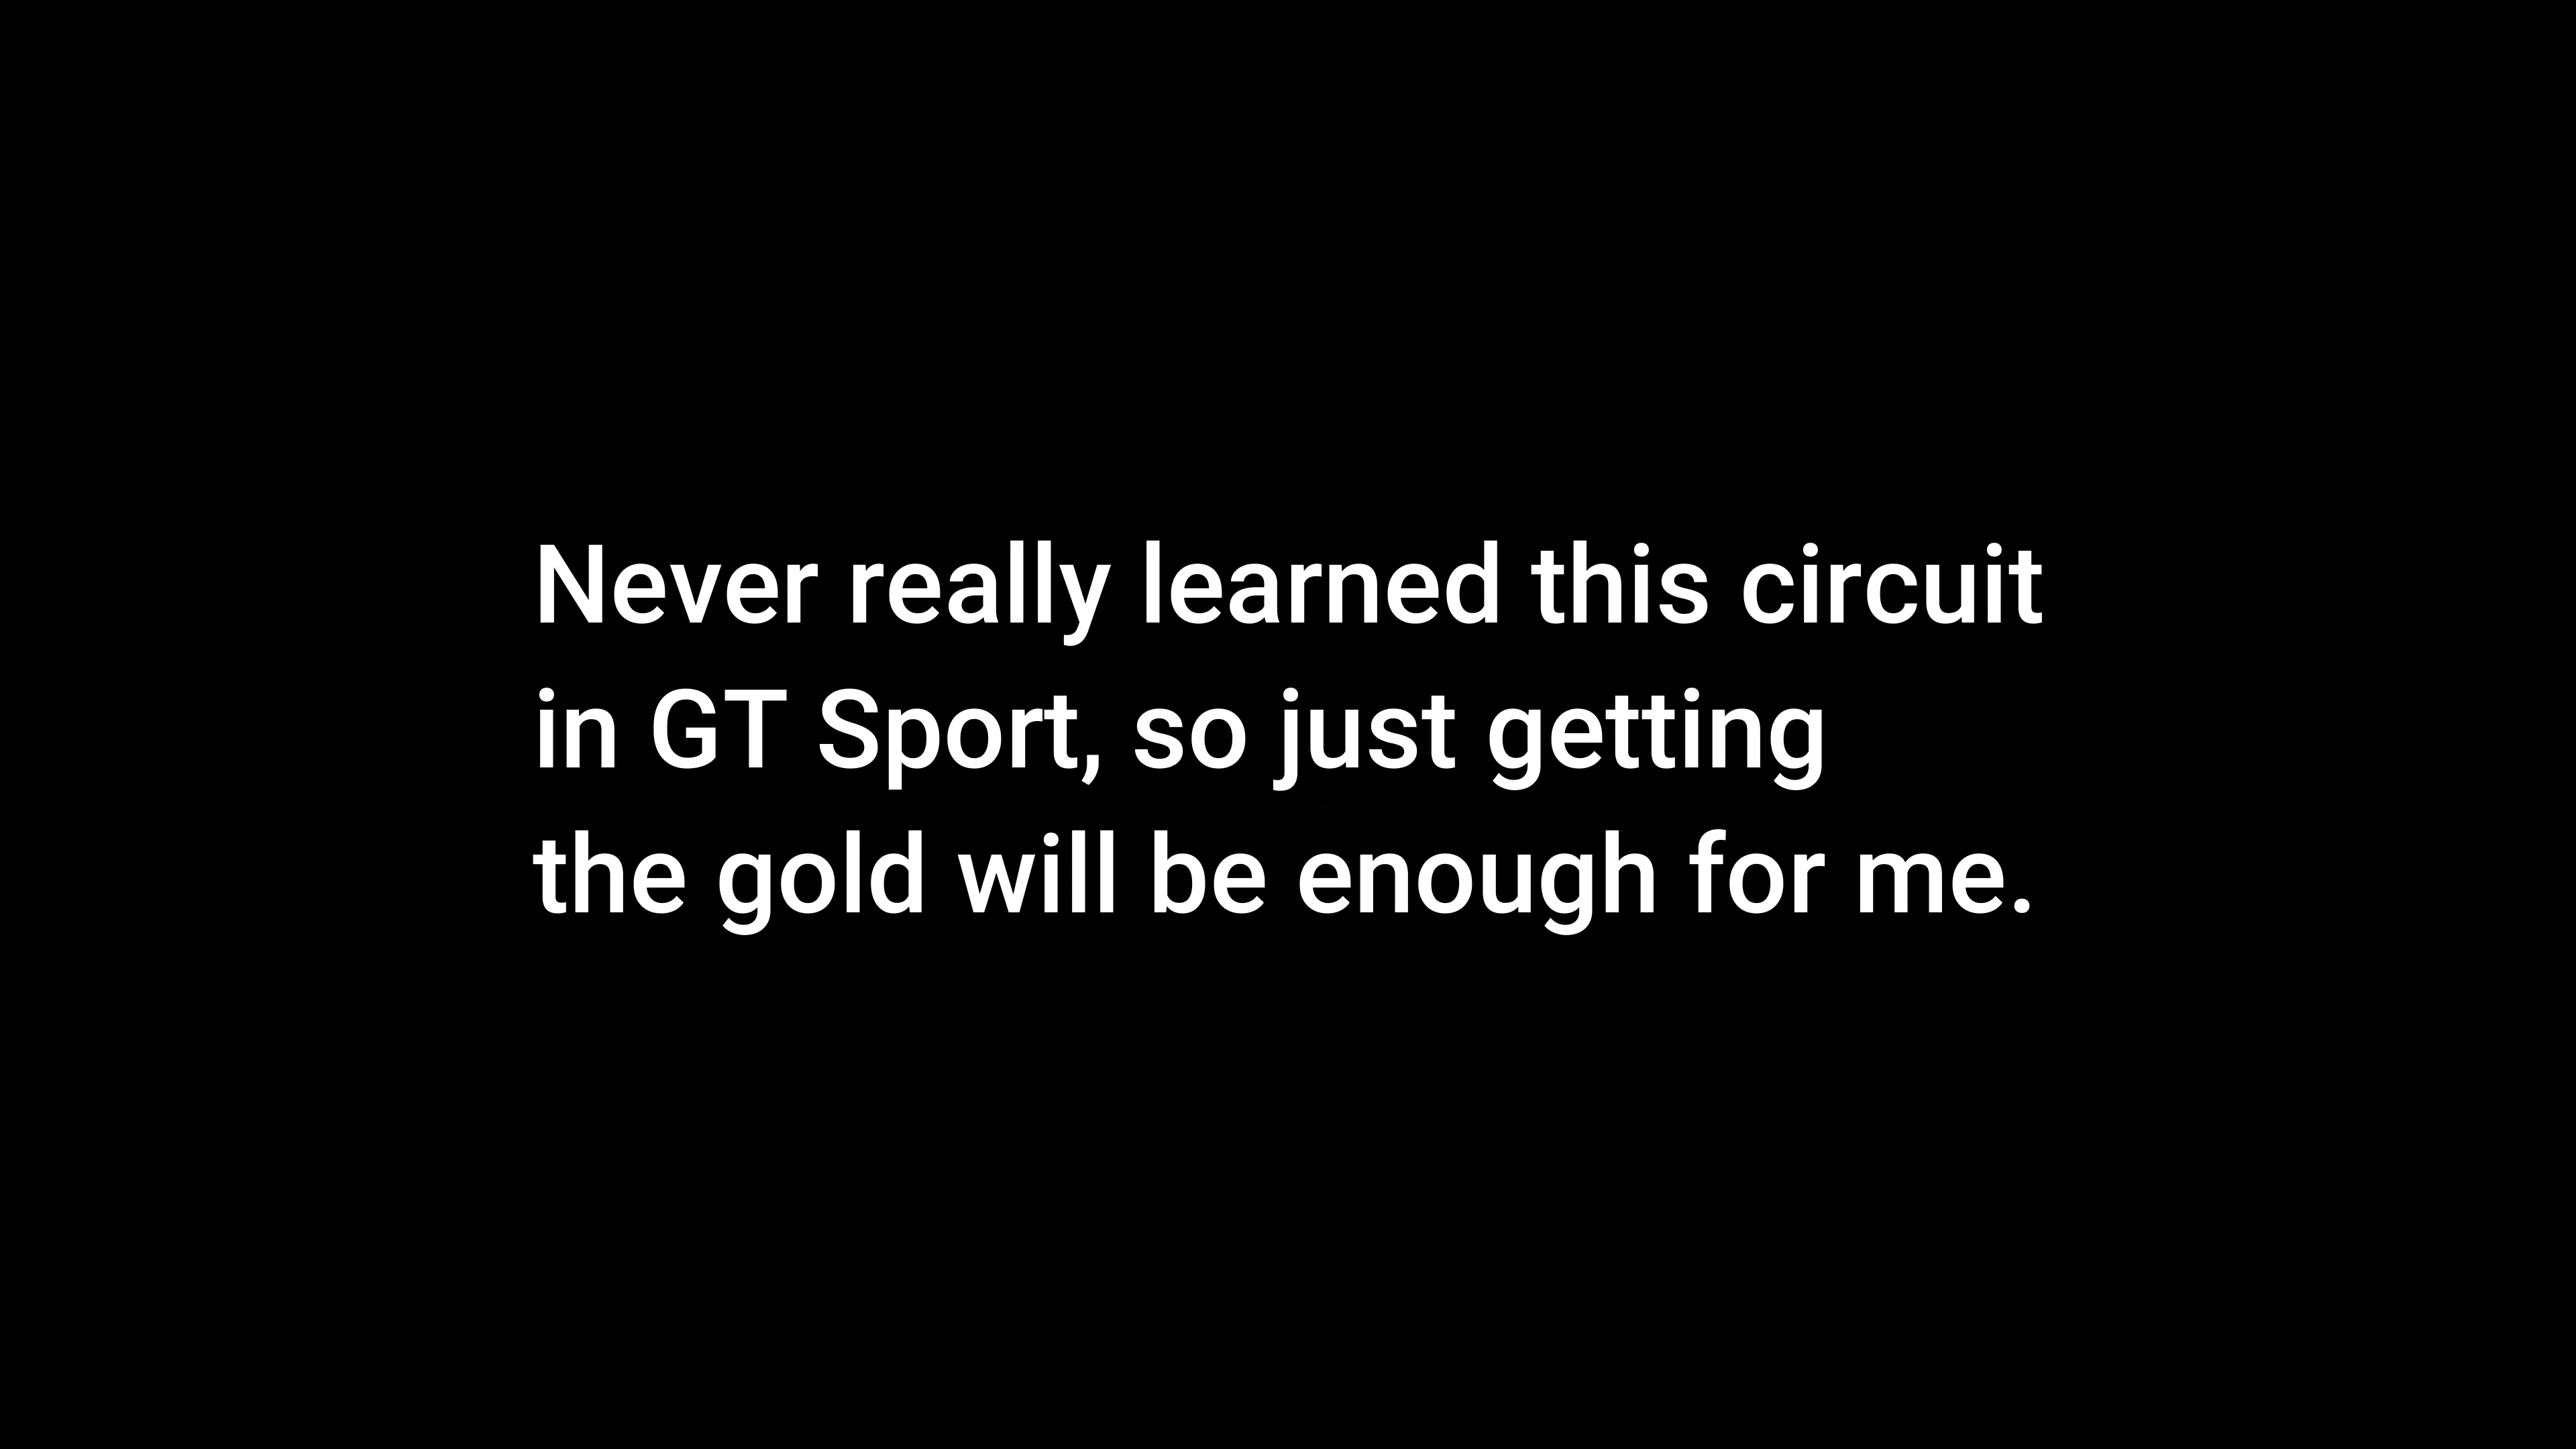 Never really learned this circuit
in GT Sport, so just getting
the gold will be enough for me.